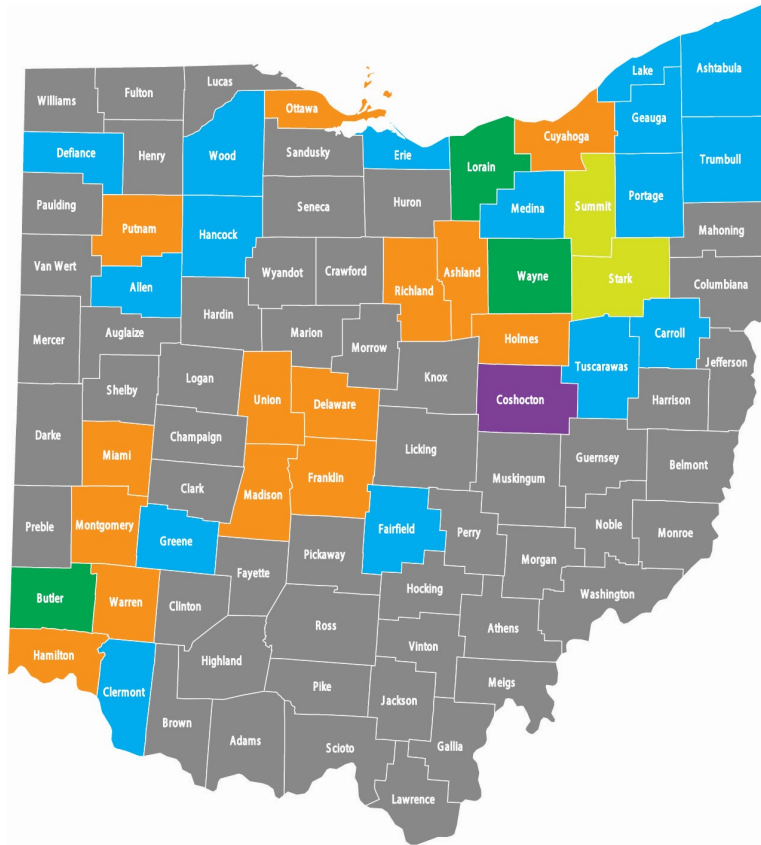 Williams
Fulton
Lucas
Ottawa
Lake
Ashtabula
Geauga
Cuyahoga
Defiance
Henry
Wood
Sandusky
Erie
Lorain
Trumbull
Medina
Summit
Portage
Paulding
Putnam
Hancock
Seneca
Huron
Mahoning
Van Wert
Allen
Wyandot
Crawford
Richland
Ashland
Wayne
Stark
Columbiana
Mercer
Auglaize
Hardin
Marion
Morrow
Holmes
Tuscarawas
Carroll
Jefferson
Shelby
Logan
Union
Delaware
Knox
Coshocton
Harrison
Darke
Miami
Champaign
Licking
Muskingum
Guernsey
Belmont
Clark
Madison
Franklin
Preble
Montgomery
Greene
Fairfield
Perry
Noble
Monroe
Fayette
Pickaway
Morgan
Butler
Warren
Clinton
Hocking
Washington
Ross
Athens
Hamilton
Highland
Vinton
Clermont
Pike
Jackson
Meigs
Brown
Adams
Scioto
Gallia
Lawrence